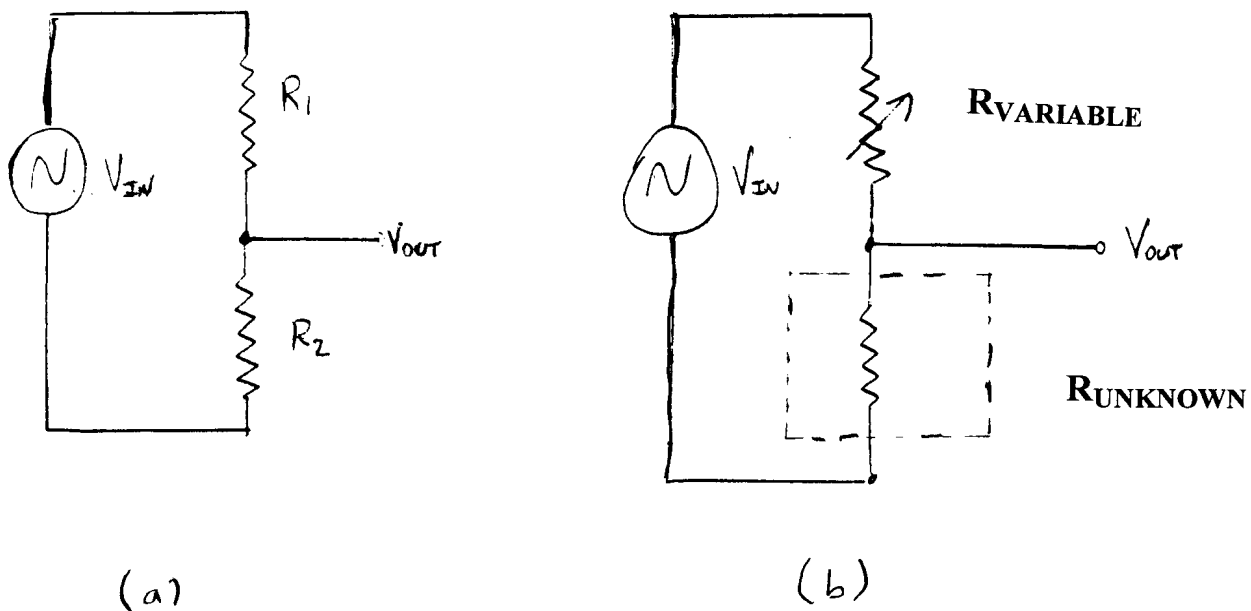 R1
VIN
VOUT
R2
(a)
RVARIABLE
VIN
VOUT
RUNKNOWN
(b)